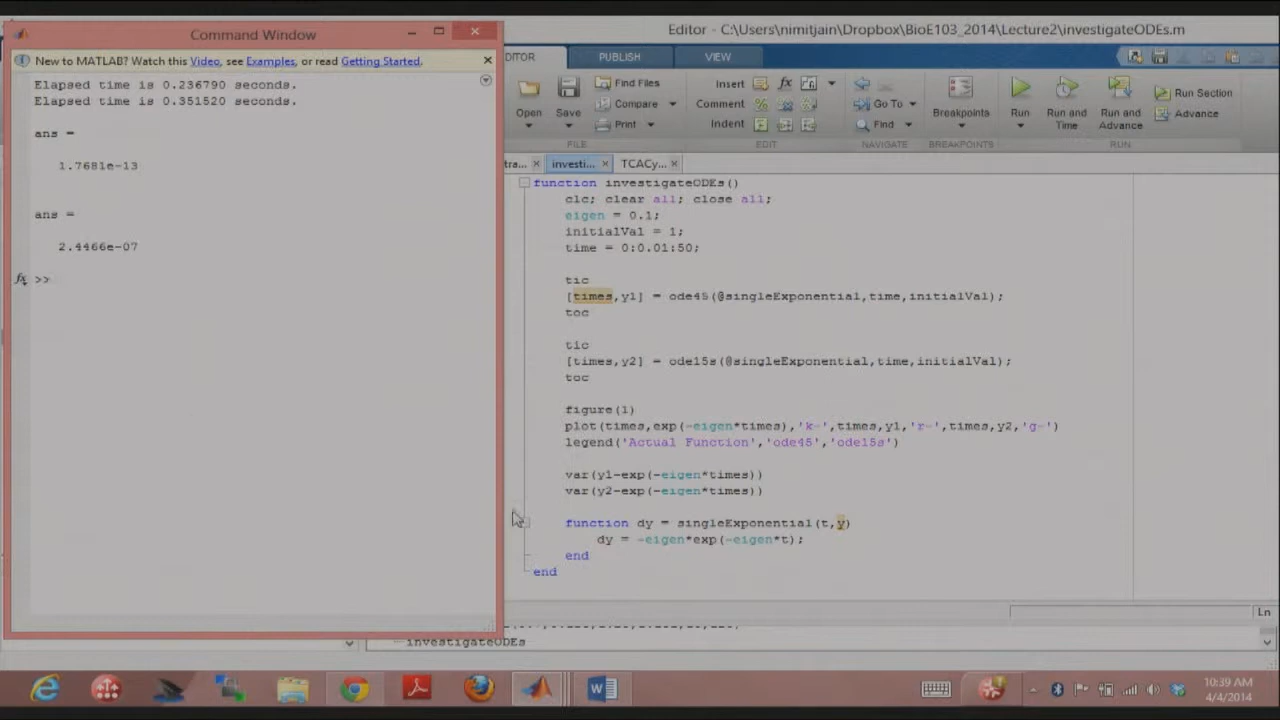 Command Window
New to MATLAB? Watch this Video, see Examples, or read Getting Started.
Elapsed time is 0.236790 seconds.
Elapsed time is 0.351520 seconds.
ans =
1.7681e-13
ans =
2.4466e-07
fx >>
Editor - C:\Users\nimitjain\Dropbox\BioE103_2014\Lecture2\investigateODEs.m
ITOR PUBLISH VIEW
Open Save Find Files Compare Print
Insert fx Comment Indent
Go To Find
Breakpoints
Run Run and Time Run and Advance Run Section Advance
FILE EDIT NAVIGATE BREAKPOINTS RUN
tra... investi... TCACy...
function investigateODEs()
clc; clear all; close all;
eigen = 0.1;
initialVal = 1;
time = 0:0.01:50;
tic
[times,y1] = ode45(@singleExponential,time,initialVal);
toc
tic
[times,y2] = ode15s(@singleExponential,time,initialVal);
toc
figure(1)
plot(times,exp(-eigen*times),'k-',times,y1,'r-',times,y2,'g-')
legend('Actual Function','ode45','ode15s')
var(y1-exp(-eigen*times))
var(y2-exp(-eigen*times))
function dy = singleExponential(t,y)
dy = -eigen*exp(-eigen*t);
end
end
Ln
investigateODEs
10:39 AM
4/4/2014